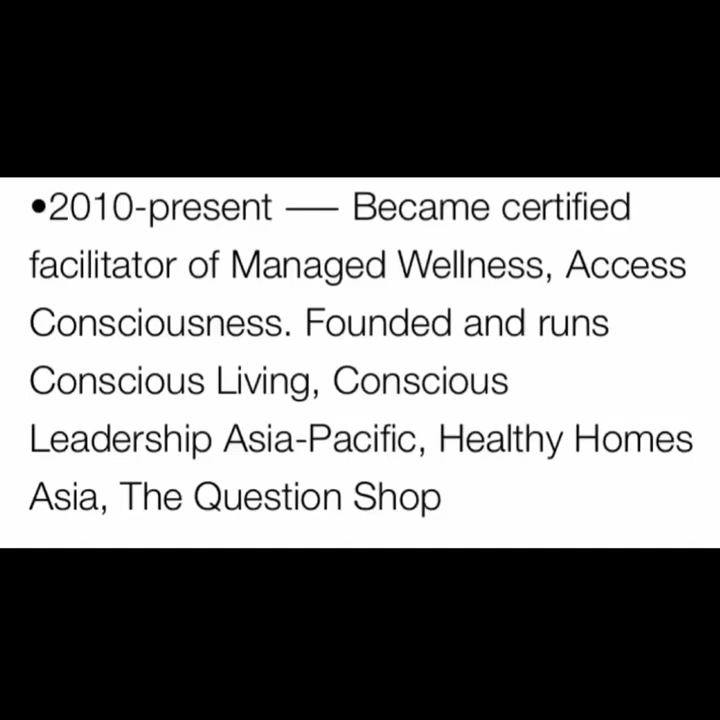 •2010-present — Became certified
facilitator of Managed Wellness, Access
Consciousness. Founded and runs
Conscious Living, Conscious
Leadership Asia-Pacific, Healthy Homes
Asia, The Question Shop